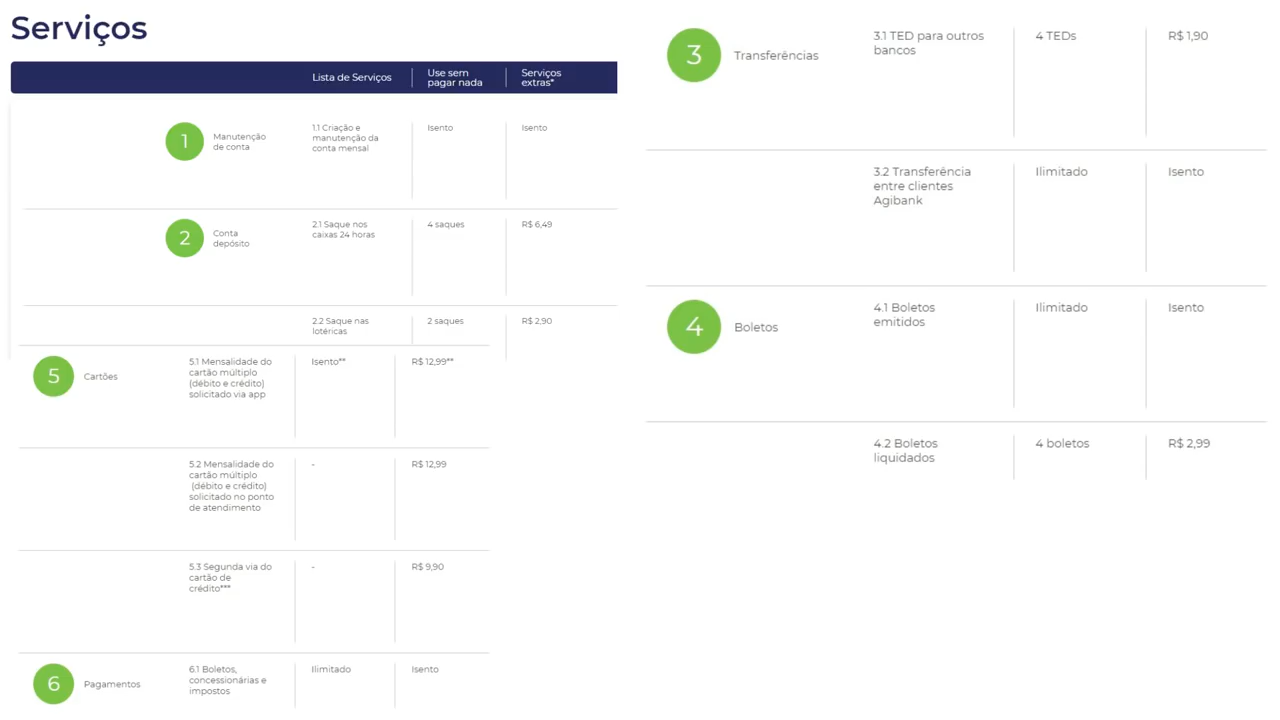 Serviços
Lista de Serviços
Use sem
pagar nada
Serviços
extras*
1
Manutenção
de conta
1.1 Criação e
manutenção da
conta mensal
Isento
Isento
2
Conta
depósito
2.1 Saque nos
caixas 24 horas
4 saques
R$ 6,49
2.2 Saque nas
lotéricas
2 saques
R$ 2,90
3
Transferências
3.1 TED para outros
bancos
4 TEDs
R$ 1,90
3.2 Transferência
entre clientes
Agibank
Ilimitado
Isento
4
Boletos
4.1 Boletos
emitidos
Ilimitado
Isento
4.2 Boletos
liquidados
4 boletos
R$ 2,99
5
Cartões
5.1 Mensalidade do
cartão múltiplo
(débito e crédito)
solicitado via app
Isento**
R$ 12,99**
5.2 Mensalidade do
cartão múltiplo
(débito e crédito)
solicitado no ponto
de atendimento
-
R$ 12,99
5.3 Segunda via do
cartão de
crédito***
-
R$ 9,90
6
Pagamentos
6.1 Boletos,
concessionárias e
impostos
Ilimitado
Isento